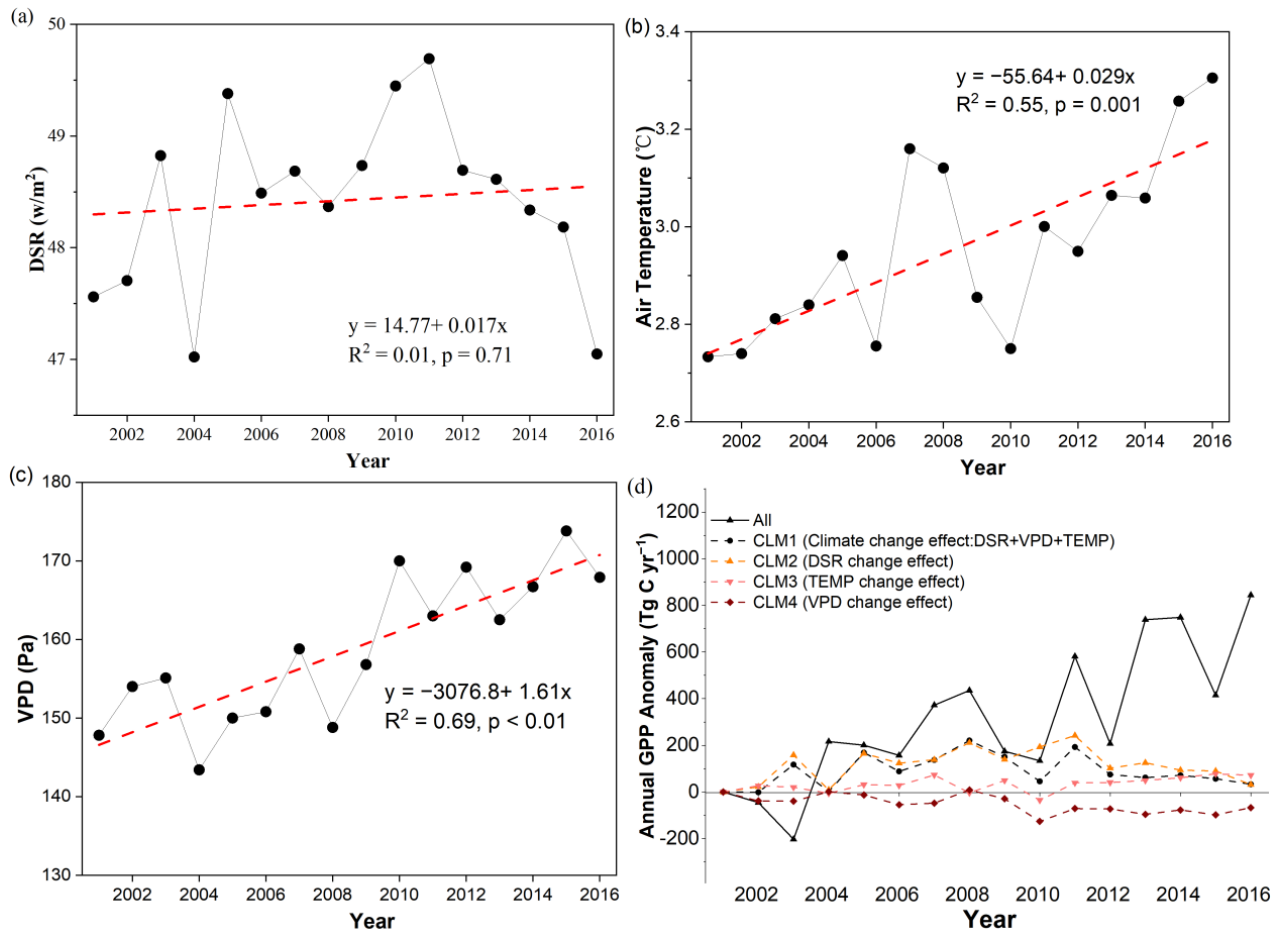 (a)
50
49
48
47
DSR (w/m²)
y = 14.77+ 0.017x
R² = 0.01, p = 0.71
2002 2004 2006 2008 2010 2012 2014 2016
Year
(b)
3.4
3.2
3.0
2.8
2.6
Air Temperature (℃)
y = −55.64+ 0.029x
R² = 0.55, p = 0.001
2002 2004 2006 2008 2010 2012 2014 2016
Year
(c)
180
170
160
150
140
130
VPD (Pa)
y = −3076.8+ 1.61x
R² = 0.69, p < 0.01
2002 2004 2006 2008 2010 2012 2014 2016
Year
(d)
1200
1000
800
600
400
200
0
-200
Annual GPP Anomaly (Tg C yr⁻¹)
All
CLM1 (Climate change effect:DSR+VPD+TEMP)
CLM2 (DSR change effect)
CLM3 (TEMP change effect)
CLM4 (VPD change effect)
2002 2004 2006 2008 2010 2012 2014 2016
Year